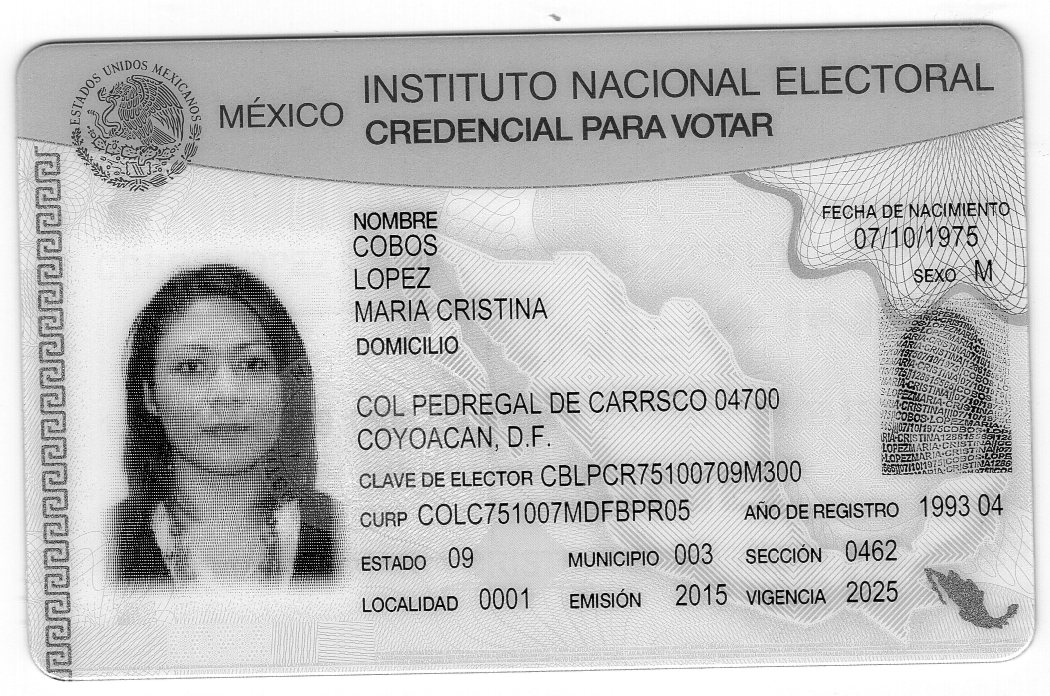 ESTADOS UNIDOS MEXICANOS
MÉXICO
INSTITUTO NACIONAL ELECTORAL
CREDENCIAL PARA VOTAR
NOMBRE
COBOS
LOPEZ
MARIA CRISTINA
FECHA DE NACIMIENTO
07/10/1975
SEXO M
DOMICILIO
COL PEDREGAL DE CARRSCO 04700
COYOACAN, D.F.
CLAVE DE ELECTOR CBLPCR75100709M300
CURP COLC751007MDFBPR05 AÑO DE REGISTRO 1993 04
ESTADO 09 MUNICIPIO 003 SECCIÓN 0462
LOCALIDAD 0001 EMISIÓN 2015 VIGENCIA 2025